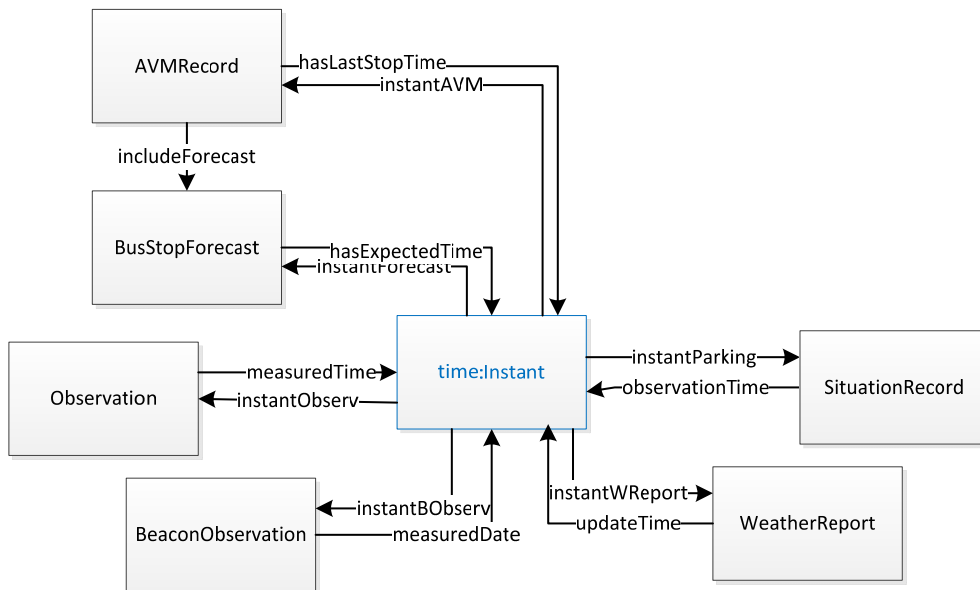 AVMRecord
hasLastStopTime
instantAVM
includeForecast
BusStopForecast
hasExpectedTime
instantForecast
time:Instant
Observation
measuredTime
instantObserv
instantParking
observationTime
SituationRecord
BeaconObservation
instantBObserv
measuredDate
instantWReport
updateTime
WeatherReport